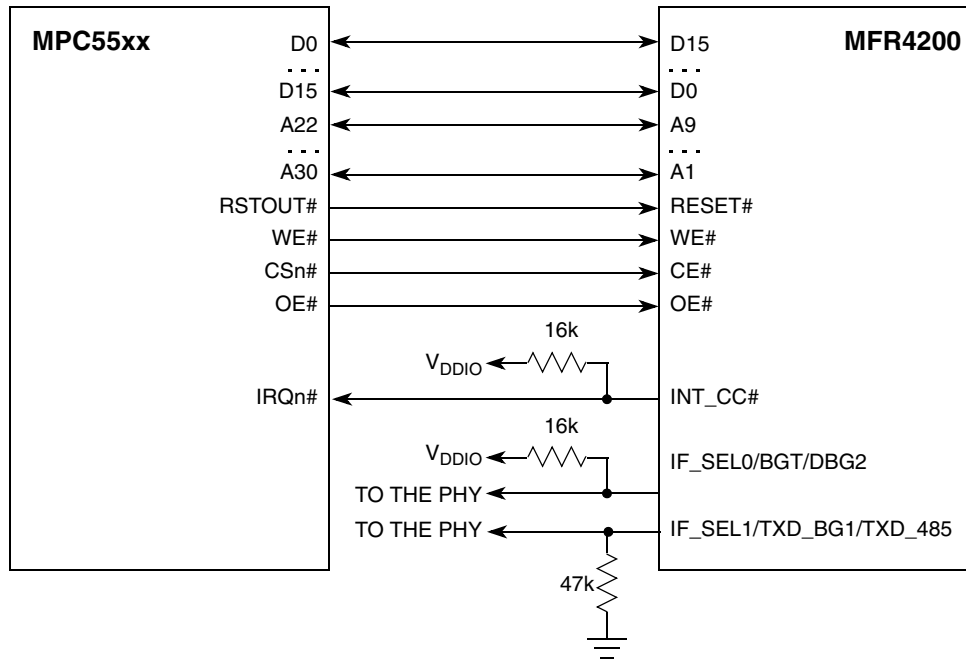 MPC55xx MFR4200
D0 D15
D15 D0
A22 A9
A30 A1
RSTOUT# RESET#
WE# WE#
CSn# CE#
OE# OE#
16k
VDDIO
IRQn# INT_CC#
16k
VDDIO IF_SEL0/BGT/DBG2
TO THE PHY
TO THE PHY IF_SEL1/TXD_BG1/TXD_485
47k